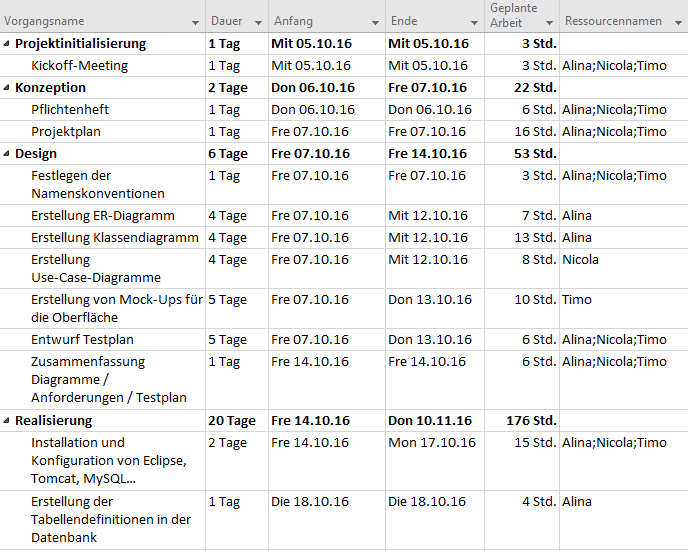 Vorgangsname Dauer Anfang Ende Geplante Arbeit Ressourcennamen
Projektinitialisierung 1 Tag Mit 05.10.16 Mit 05.10.16 3 Std.
Kickoff-Meeting 1 Tag Mit 05.10.16 Mit 05.10.16 3 Std. Alina;Nicola;Timo
Konzeption 2 Tage Don 06.10.16 Fre 07.10.16 22 Std.
Pflichtenheft 1 Tag Don 06.10.16 Don 06.10.16 6 Std. Alina;Nicola;Timo
Projektplan 1 Tag Fre 07.10.16 Fre 07.10.16 16 Std. Alina;Nicola;Timo
Design 6 Tage Fre 07.10.16 Fre 14.10.16 53 Std.
Festlegen der 1 Tag Fre 07.10.16 Fre 07.10.16 3 Std. Alina;Nicola;Timo
Namenskonventionen
Erstellung ER-Diagramm 4 Tage Fre 07.10.16 Mit 12.10.16 7 Std. Alina
Erstellung Klassendiagramm 4 Tage Fre 07.10.16 Mit 12.10.16 13 Std. Alina
Erstellung 4 Tage Fre 07.10.16 Mit 12.10.16 8 Std. Nicola
Use-Case-Diagramme
Erstellung von Mock-Ups für 5 Tage Fre 07.10.16 Don 13.10.16 10 Std. Timo
die Oberfläche
Entwurf Testplan 5 Tage Fre 07.10.16 Don 13.10.16 6 Std. Alina;Nicola;Timo
Zusammenfassung 1 Tag Fre 14.10.16 Fre 14.10.16 6 Std. Alina;Nicola;Timo
Diagramme /
Anforderungen / Testplan
Realisierung 20 Tage Fre 14.10.16 Don 10.11.16 176 Std.
Installation und 2 Tage Fre 14.10.16 Mon 17.10.16 15 Std. Alina;Nicola;Timo
Konfiguration von Eclipse,
Tomcat, MySQL...
Erstellung der 1 Tag Die 18.10.16 Die 18.10.16 4 Std. Alina
Tabellendefinitionen in der
Datenbank